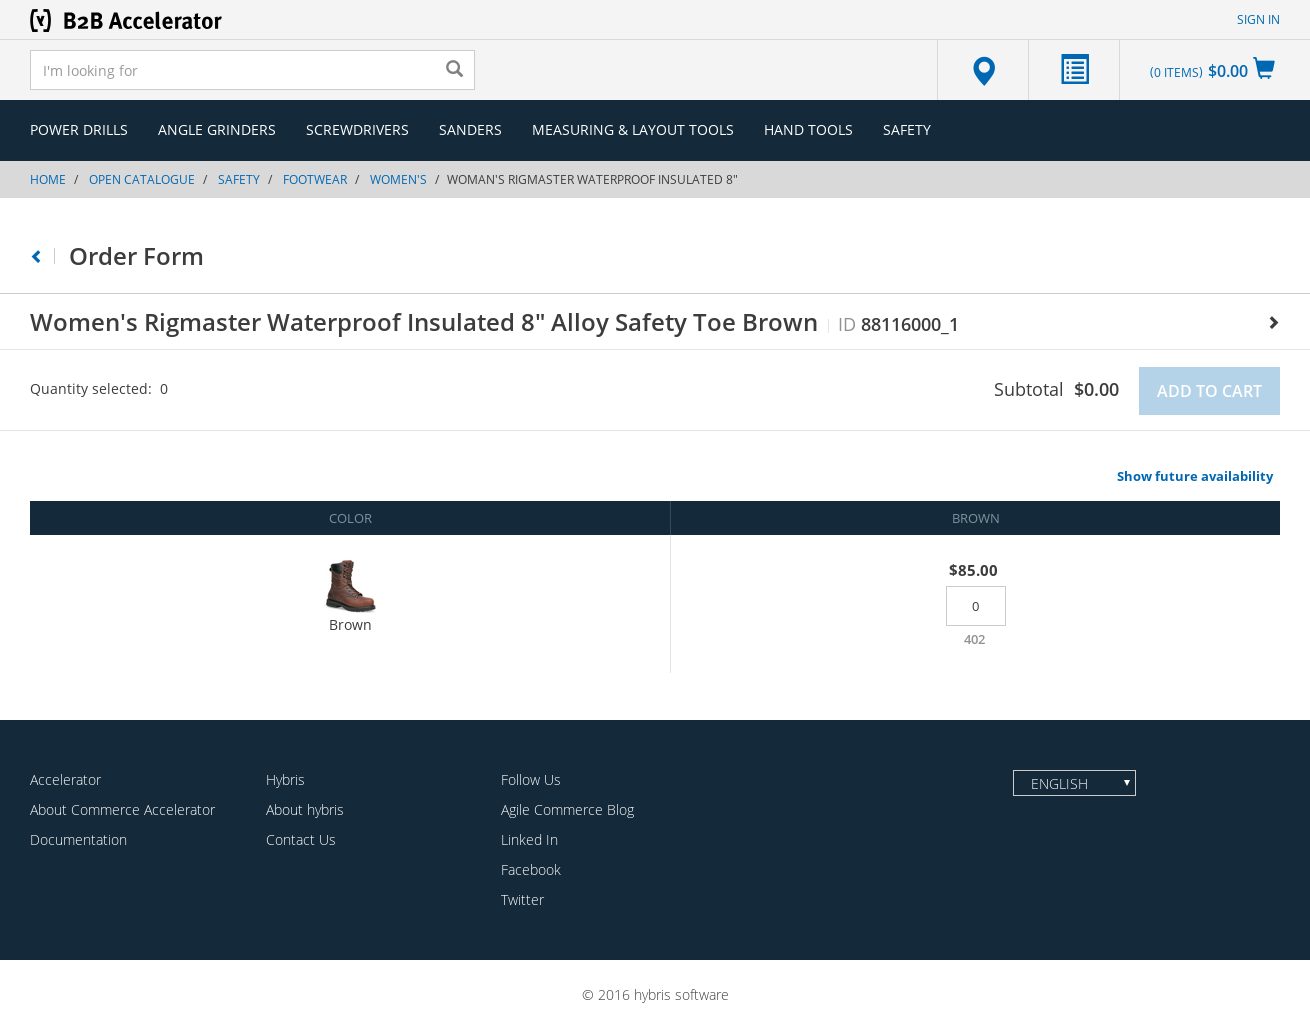 B2B Accelerator
SIGN IN
I'm looking for
(0 ITEMS) $0.00
POWER DRILLS ANGLE GRINDERS SCREWDRIVERS SANDERS MEASURING & LAYOUT TOOLS HAND TOOLS SAFETY
HOME / OPEN CATALOGUE / SAFETY / FOOTWEAR / WOMEN'S / WOMAN'S RIGMASTER WATERPROOF INSULATED 8"
Order Form
Women's Rigmaster Waterproof Insulated 8" Alloy Safety Toe Brown ID 88116000_1
Quantity selected: 0
Subtotal $0.00 ADD TO CART
Show future availability
COLOR BROWN
$85.00
0
Brown
402
Accelerator
About Commerce Accelerator
Documentation
Hybris
About hybris
Contact Us
Follow Us
Agile Commerce Blog
Linked In
Facebook
Twitter
ENGLISH
© 2016 hybris software